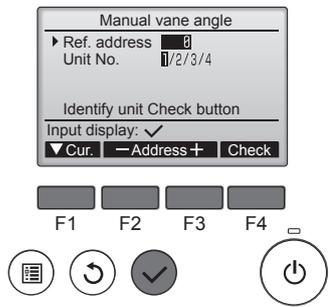 Manual vane angle
Ref. address 0
Unit No. 1/2/3/4
Identify unit Check button
Input display: ✓
▼Cur. －Address＋ Check
F1 F2 F3 F4